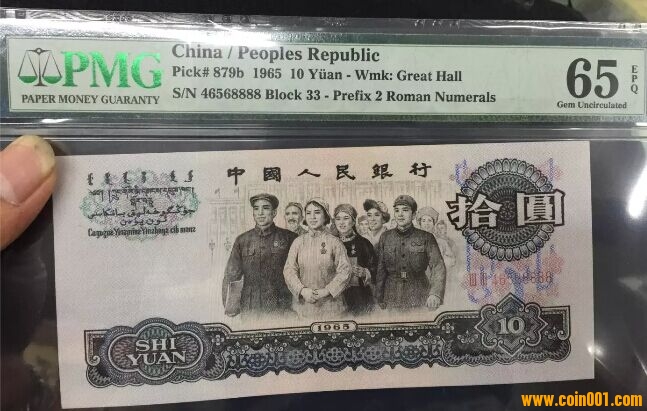 PMG
PAPER MONEY GUARANTY
China / Peoples Republic
Pick# 879b 1965 10 Yüan - Wmk: Great Hall
S/N 46568888 Block 33 - Prefix 2 Roman Numerals
65 EPQ
Gem Uncirculated
中國人民銀行
拾圓
1965
SHI
YUAN
10
www.coin001.com